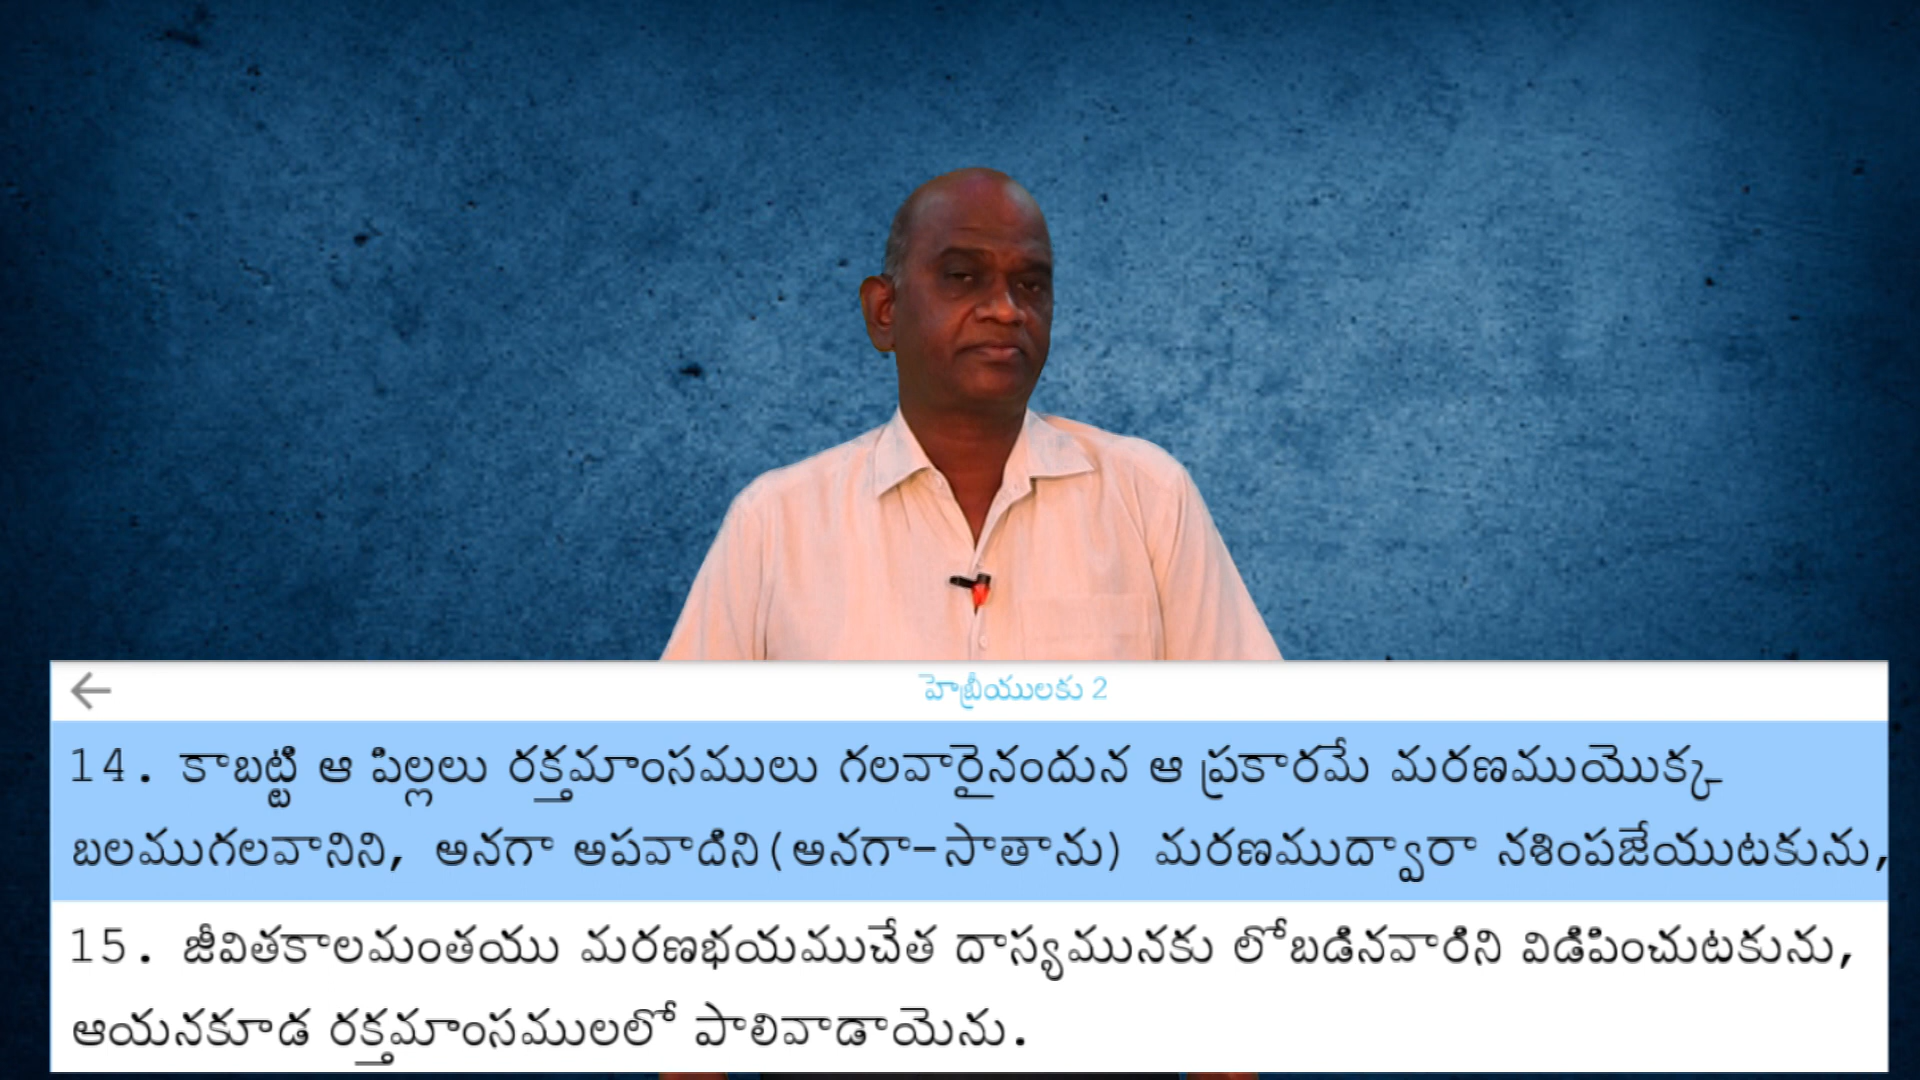 హెబ్రీయులకు 2
14. కాబట్టి ఆ పిల్లలు రక్తమాంసములు గలవారైనందున ఆ ప్రకారమే మరణముయొక్క
బలముగలవానిని, అనగా అపవాదిని(అనగా-సాతాను) మరణముద్వారా నశింపజేయుటకును,
15. జీవితకాలమంతయు మరణభయముచేత దాస్యమునకు లోబడినవారిని విడిపించుటకును,
ఆయనకూడ రక్తమాంసములలో పాలివాడాయెను.